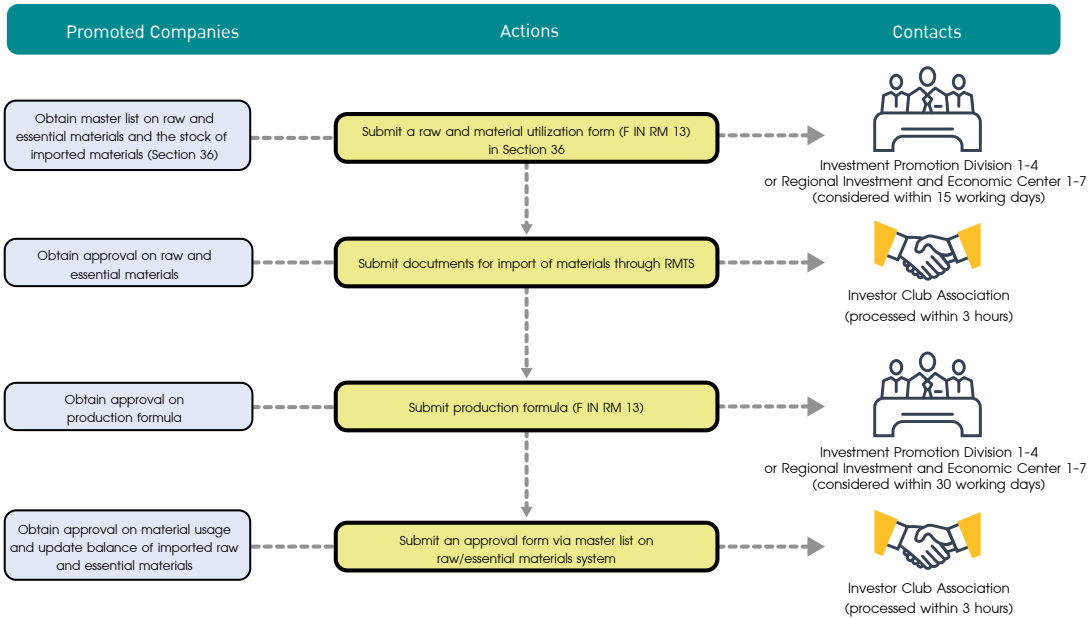 Promoted Companies
Actions
Contacts
Obtain master list on raw and
essential materials and the stock of
imported materials (Section 36)
Submit a raw and material utilization form (F IN RM 13)
in Section 36
Investment Promotion Division 1-4
or Regional Investment and Economic Center 1-7
(considered within 15 working days)
Obtain approval on raw and
essential materials
Submit doctuments for import of materials through RMTS
Investor Club Association
(processed within 3 hours)
Obtain approval on
production formula
Submit production formula (F IN RM 13)
Investment Promotion Division 1-4
or Regional Investment and Economic Center 1-7
(considered within 30 working days)
Obtain approval on material usage
and update balance of imported raw
and essential materials
Submit an approval form via master list on
raw/essential materials system
Investor Club Association
(processed within 3 hours)